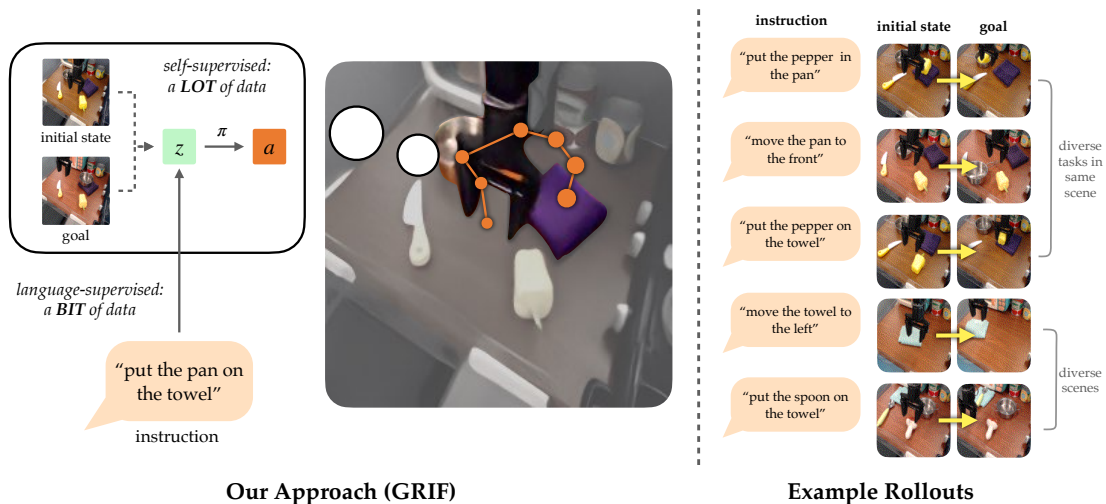 self-supervised:
a LOT of data
initial state
z
π
a
goal
language-supervised:
a BIT of data
“put the pan on
the towel”
instruction
Our Approach (GRIF)
instruction
initial state
goal
“put the pepper in
the pan”
“move the pan to
the front”
“put the pepper on
the towel”
diverse
tasks in
same
scene
“move the towel to
the left”
“put the spoon on
the towel”
diverse
scenes
Example Rollouts